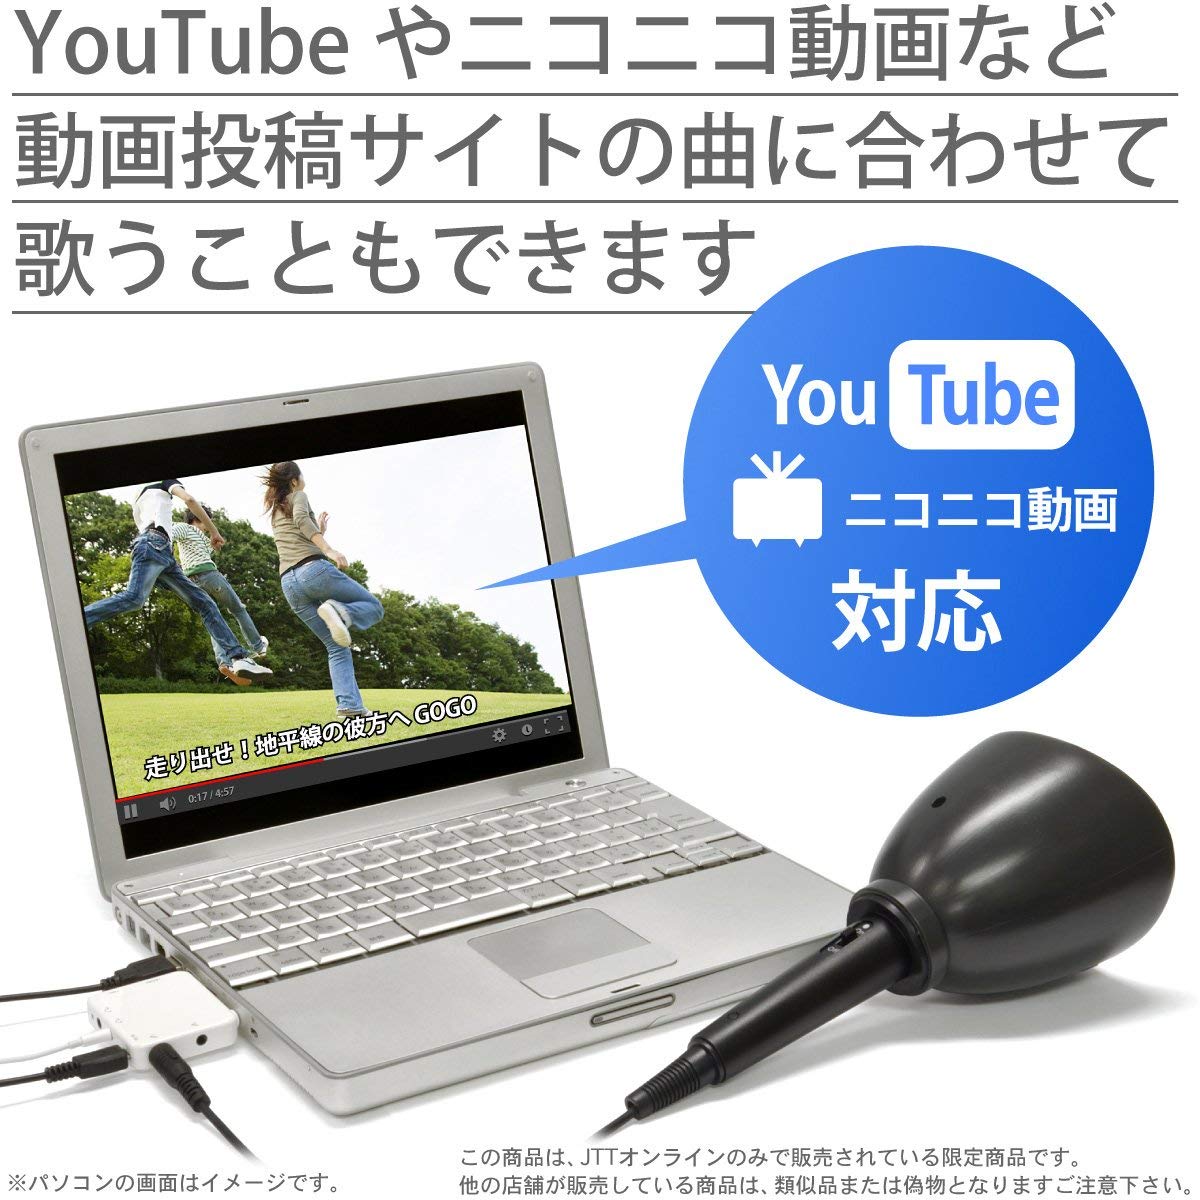 YouTube やニコニコ動画など
動画投稿サイトの曲に合わせて
歌うこともできます
YouTube
ニコニコ動画
対応
走り出せ！地平線の彼方へ GOGO
0:17 / 4:57
※パソコンの画面はイメージです。
この商品は、JTTオンラインのみで販売されている限定商品です。
他の店舗が販売している商品は、類似品または偽物となりますご注意下さい。